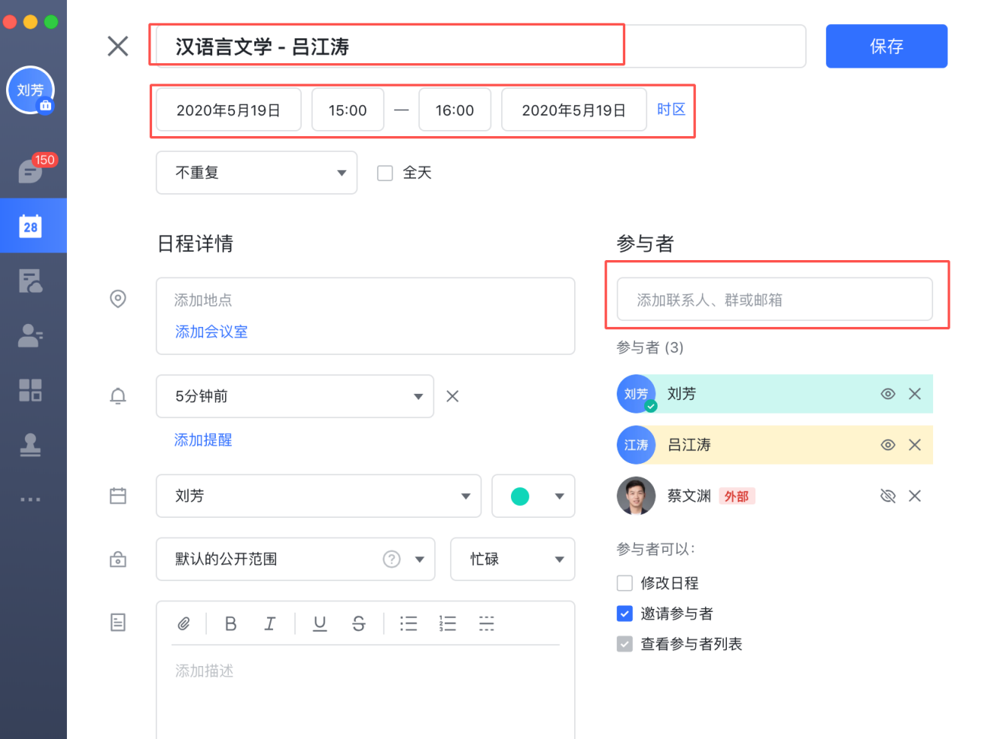 汉语言文学 - 吕江涛
保存
刘芳
2020年5月19日
15:00
—
16:00
2020年5月19日
时区
150
不重复
全天
28
日程详情
添加地点
添加会议室
5分钟前
添加提醒
刘芳
默认的公开范围
?
忙碌
B
I
U
S
添加描述
参与者
添加联系人、群或邮箱
参与者 (3)
刘芳
刘芳
江涛
吕江涛
蔡文渊
外部
参与者可以:
修改日程
邀请参与者
查看参与者列表